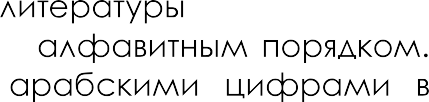 литературы
алфавитным порядком.
арабскими цифрами в